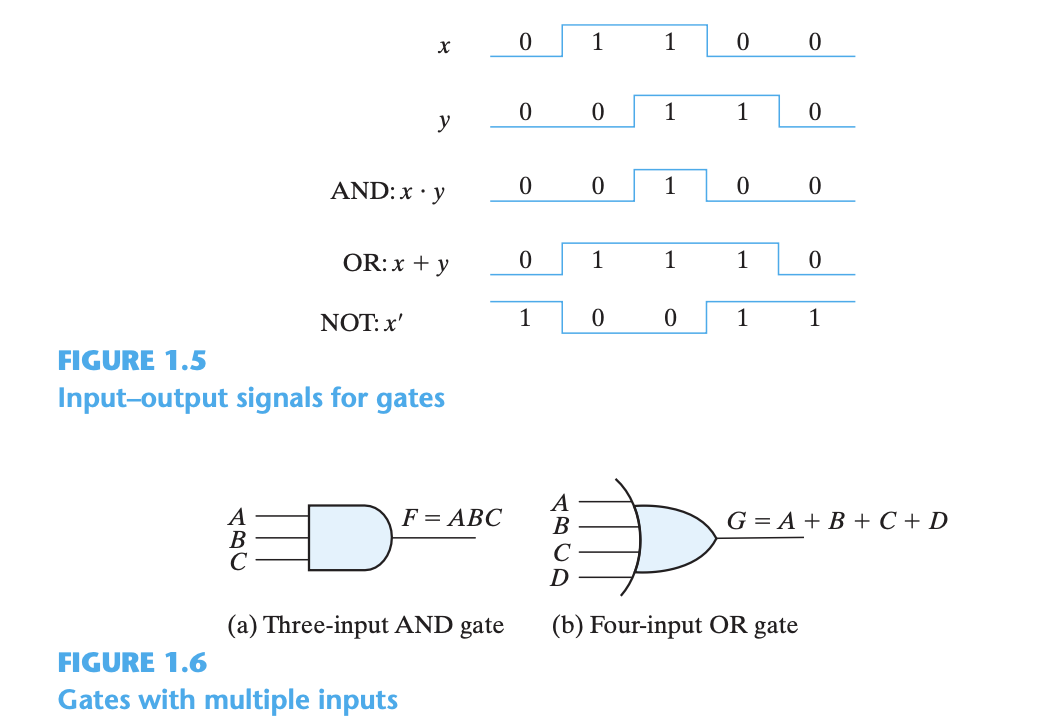 x 0 1 1 0 0
y 0 0 1 1 0
AND: x · y 0 0 1 0 0
OR: x + y 0 1 1 1 0
NOT: x′ 1 0 0 1 1
FIGURE 1.5
Input–output signals for gates
A
B
C
F = ABC
(a) Three-input AND gate
A
B
C
D
G = A + B + C + D
(b) Four-input OR gate
FIGURE 1.6
Gates with multiple inputs